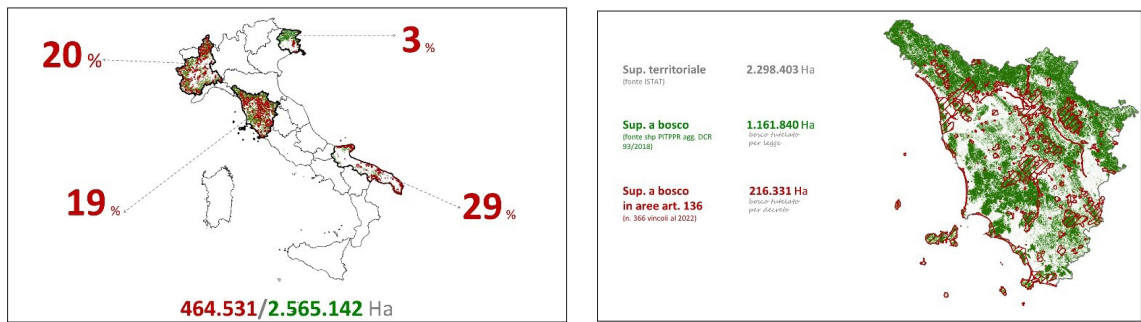 20 %
3 %
19 %
29 %
464.531/2.565.142 Ha
Sup. territoriale 2.298.403 Ha
(fonte ISTAT)
Sup. a bosco 1.161.840 Ha
(fonte shp PITPPR agg. DCR bosco tutelato
93/2018) per legge
Sup. a bosco 216.331 Ha
in aree art. 136 bosco tutelato
(n. 366 vincoli al 2022) per decreto